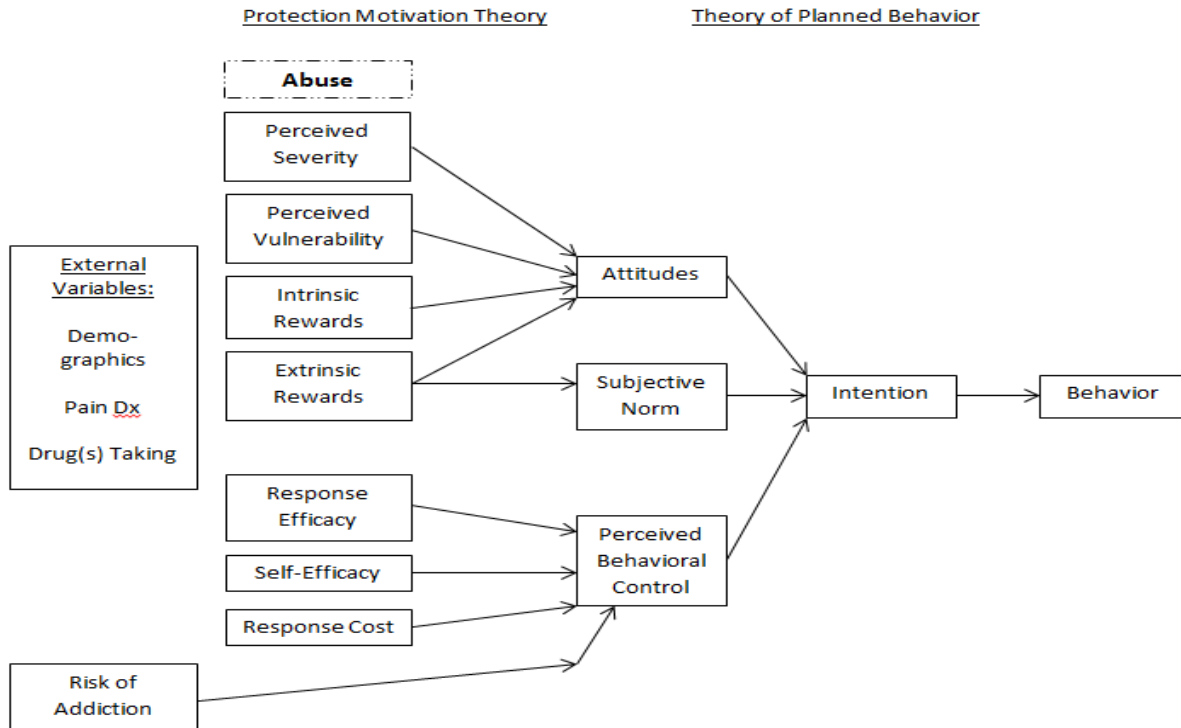 Protection Motivation Theory
Theory of Planned Behavior
Abuse
Perceived
Severity
Perceived
Vulnerability
Intrinsic
Rewards
Extrinsic
Rewards
External
Variables:
Demo-
graphics
Pain Dx
Drug(s) Taking
Response
Efficacy
Self-Efficacy
Response Cost
Risk of
Addiction
Attitudes
Subjective
Norm
Perceived
Behavioral
Control
Intention
Behavior